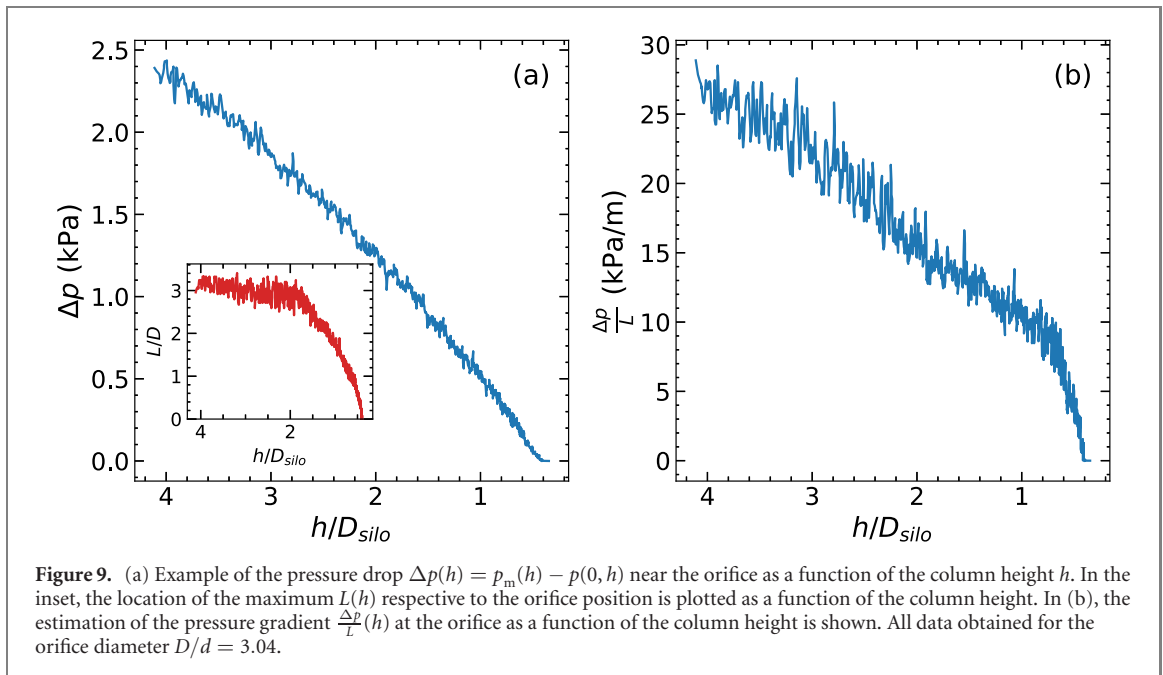 2.5
2.0
1.5
1.0
0.5
0.0
Δp (kPa)
(a)
4 3 2 1
h/D_silo
3
2
1
0
L/D
4 2
h/D_silo
30
25
20
15
10
5
0
Δp/L (kPa/m)
(b)
4 3 2 1
h/D_silo
Figure 9. (a) Example of the pressure drop Δp(h) = p_m(h) − p(0, h) near the orifice as a function of the column height h. In the
inset, the location of the maximum L(h) respective to the orifice position is plotted as a function of the column height. In (b), the
estimation of the pressure gradient Δp/L(h) at the orifice as a function of the column height is shown. All data obtained for the
orifice diameter D/d = 3.04.